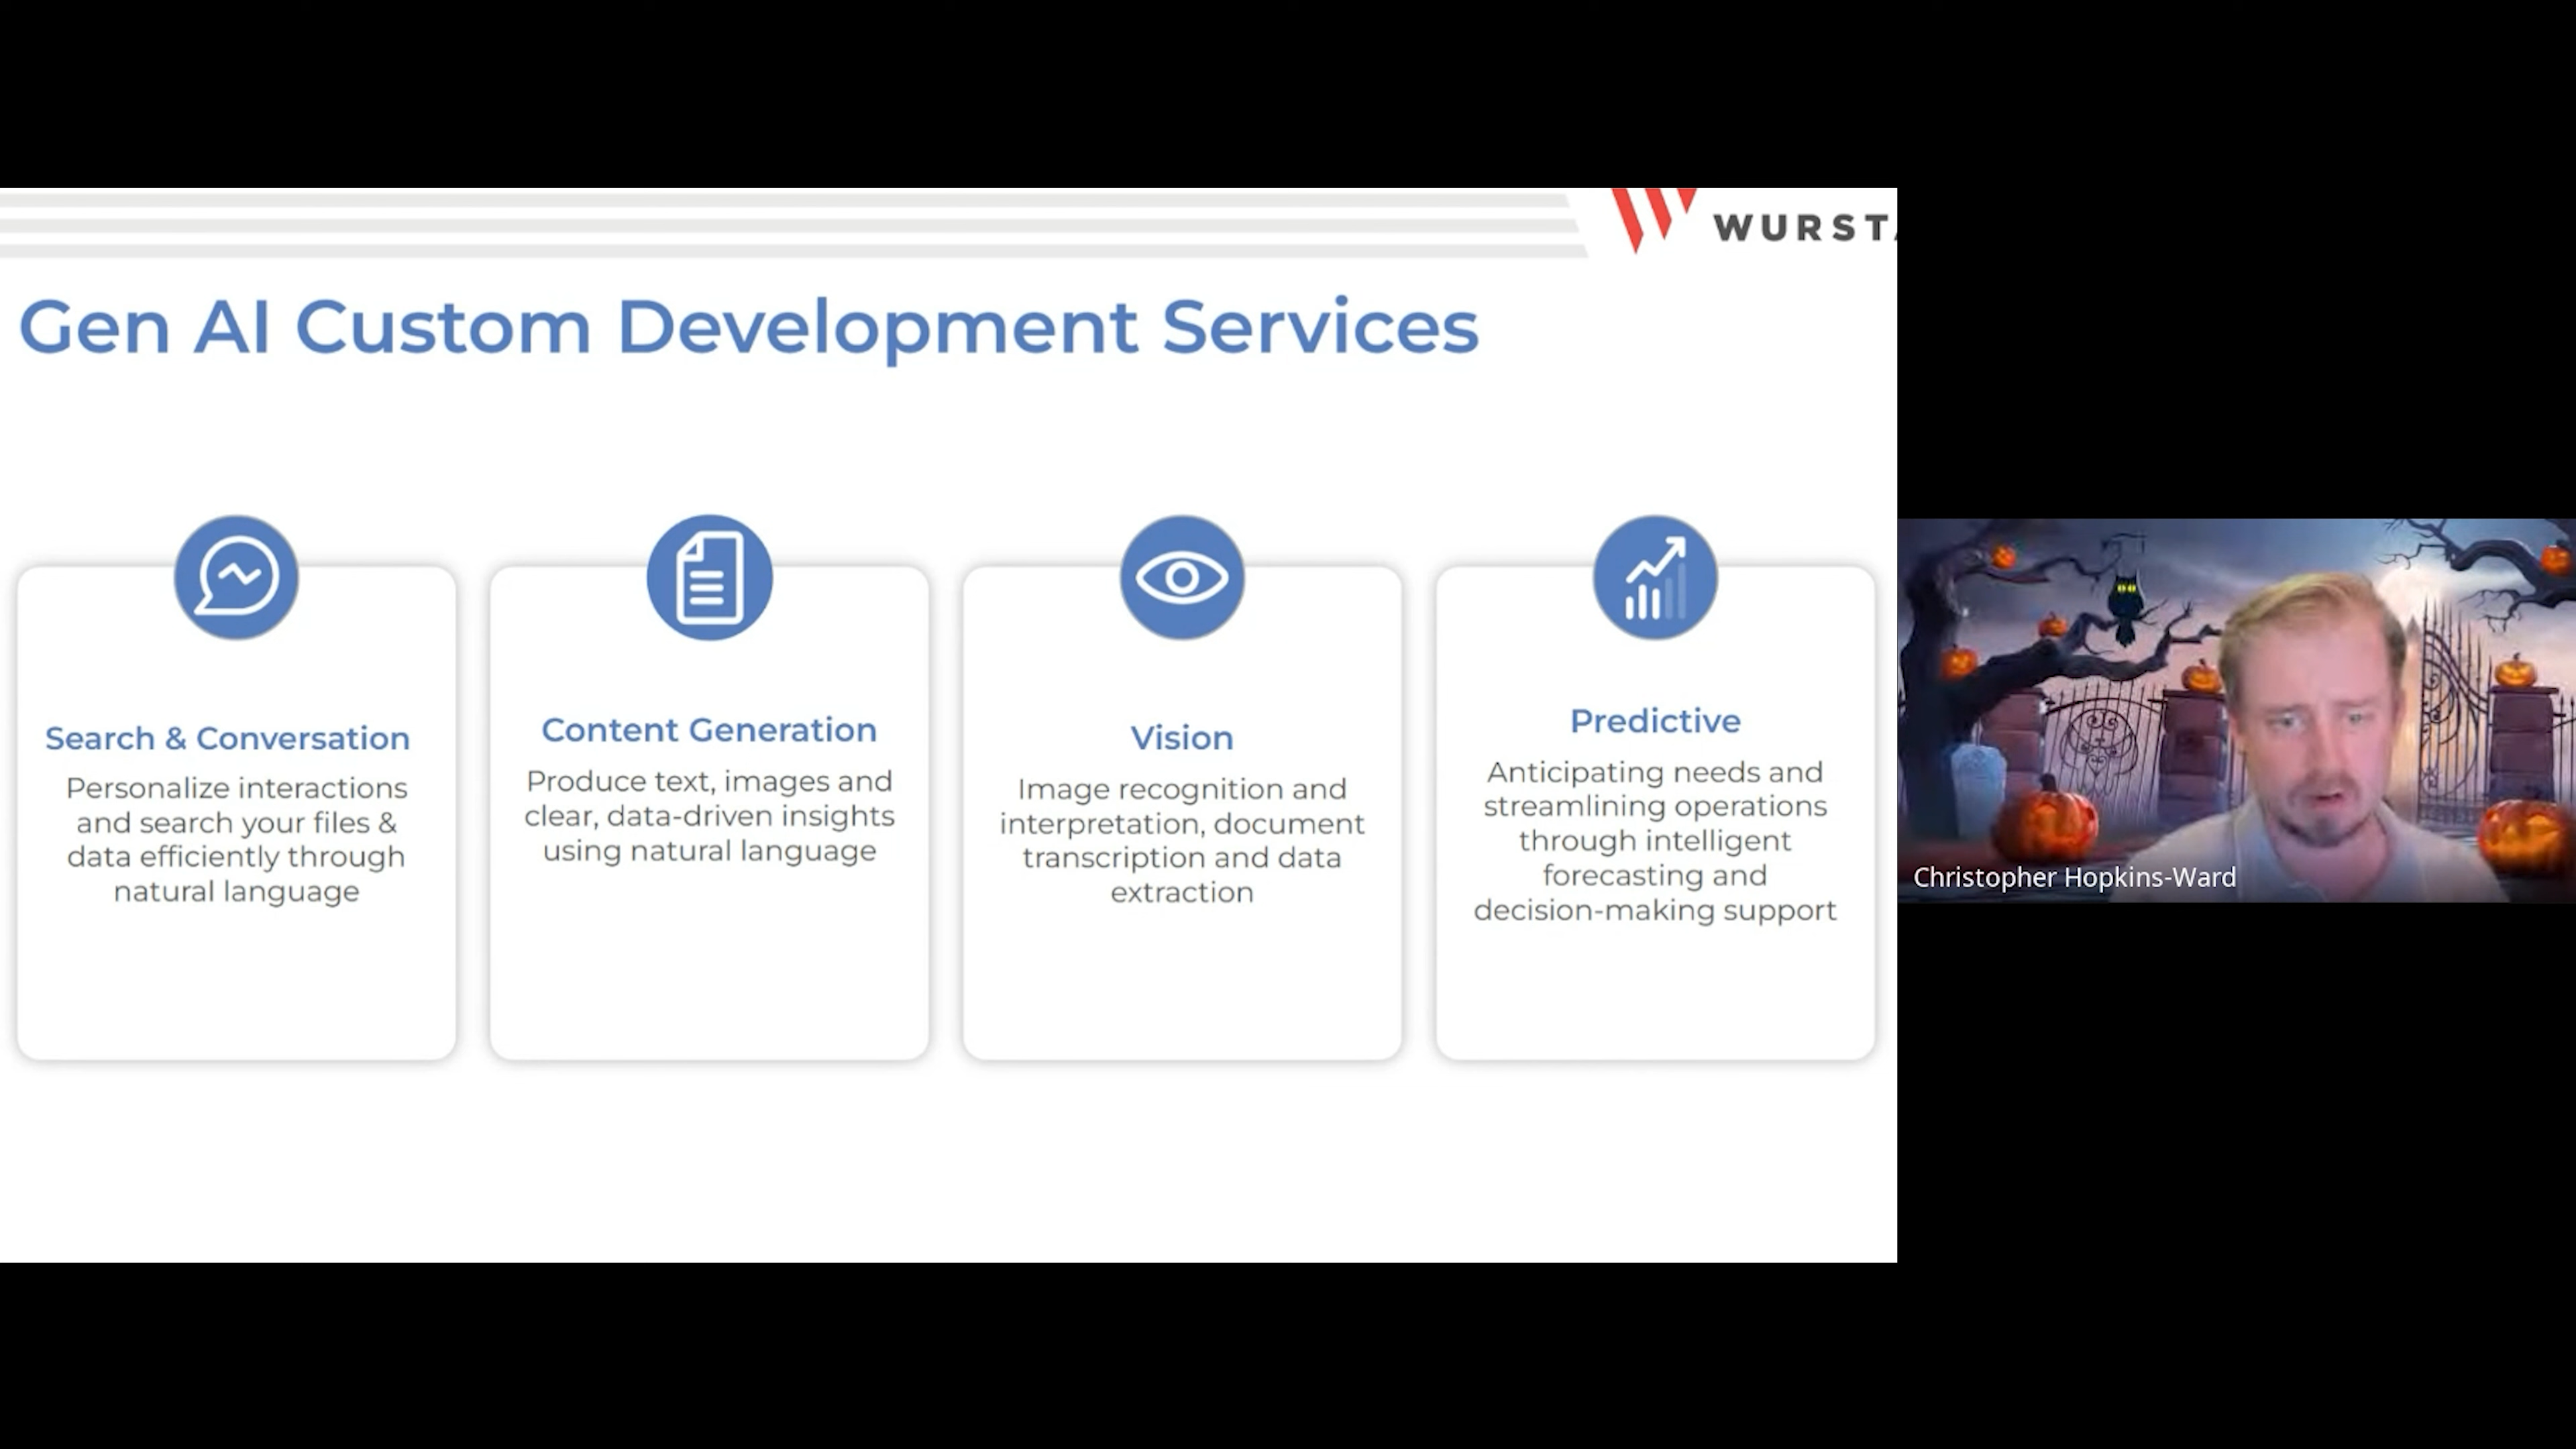 WURSTA
Gen AI Custom Development Services
Search & Conversation
Personalize interactions
and search your files &
data efficiently through
natural language
Content Generation
Produce text, images and
clear, data-driven insights
using natural language
Vision
Image recognition and
interpretation, document
transcription and data
extraction
Predictive
Anticipating needs and
streamlining operations
through intelligent
forecasting and
decision-making support
Christopher Hopkins-Ward